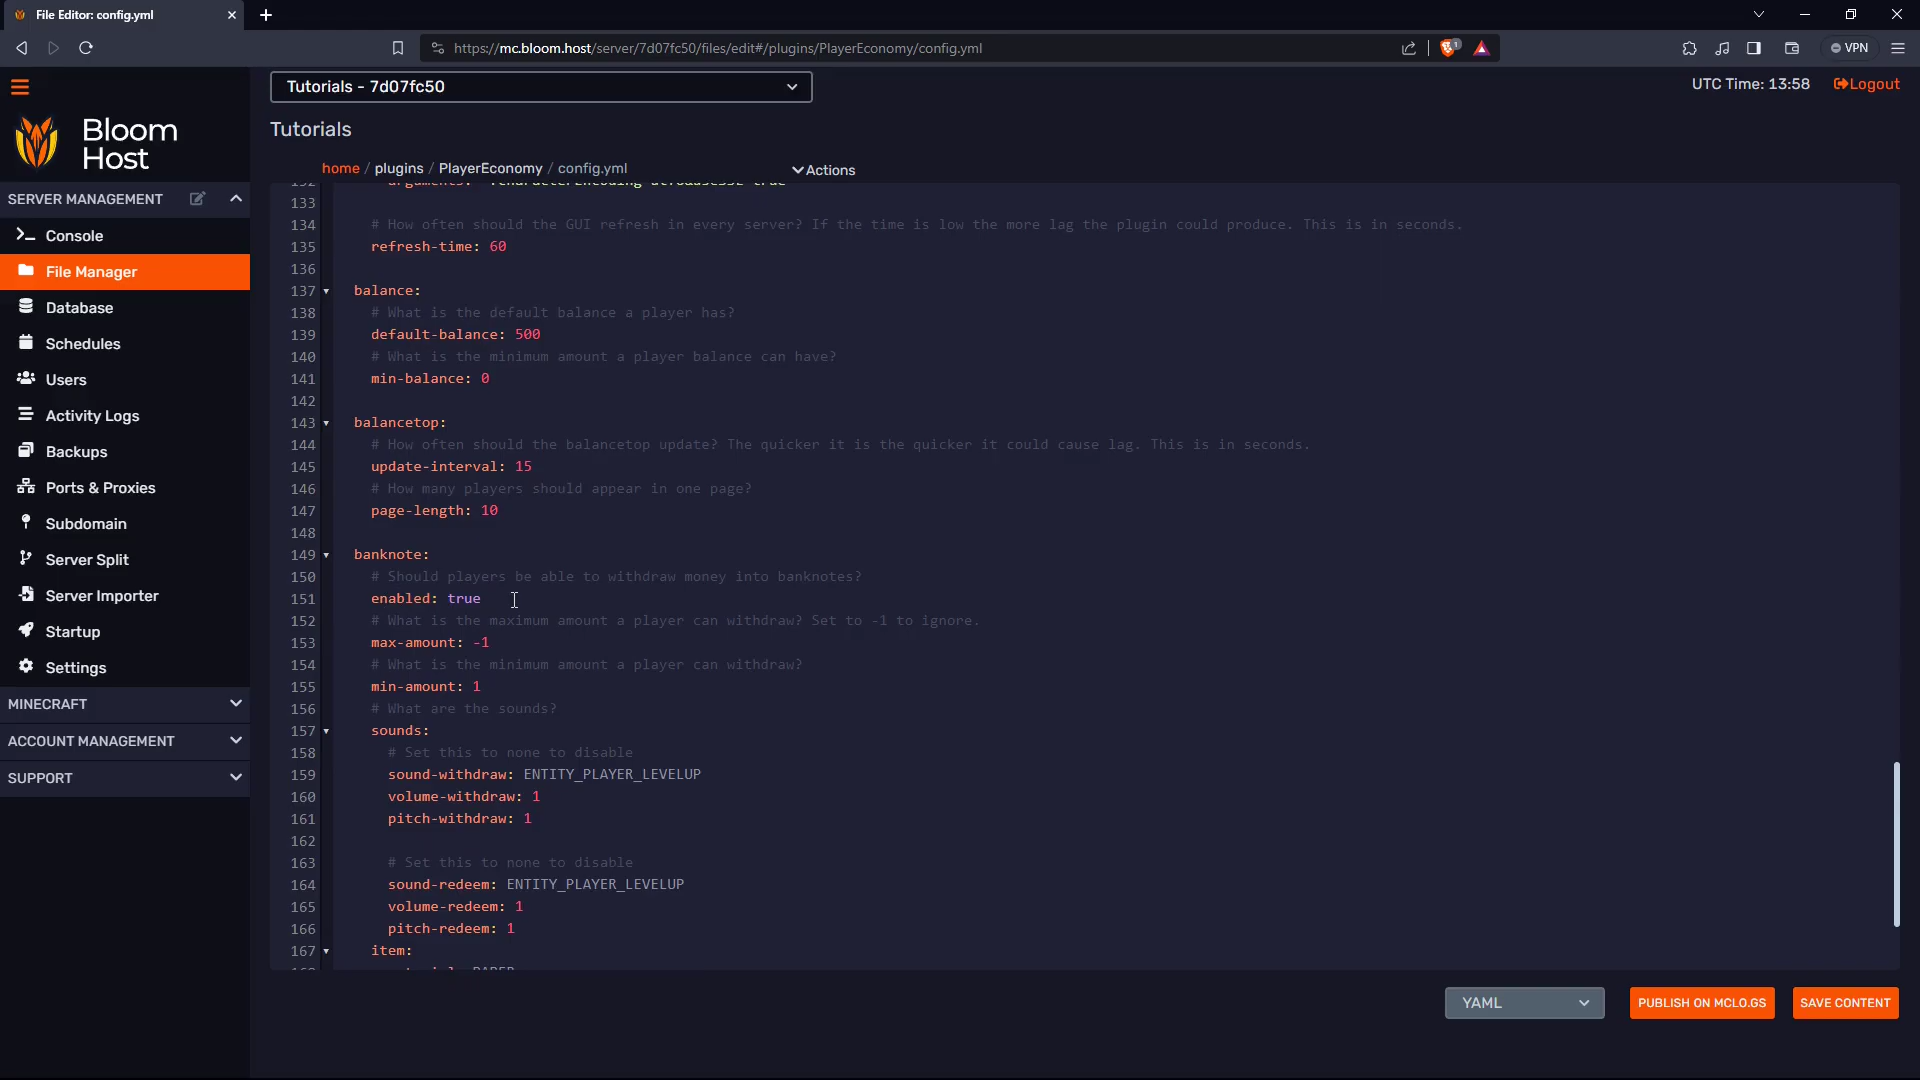 File Editor: config.yml
https://mc.bloom.host/server/7d07fc50/files/edit#/plugins/PlayerEconomy/config.yml
VPN
Tutorials - 7d07fc50
UTC Time: 13:58
Logout
Bloom
Host
Tutorials
home / plugins / PlayerEconomy / config.yml
Actions
SERVER MANAGEMENT
Console
File Manager
Database
Schedules
Users
Activity Logs
Backups
Ports & Proxies
Subdomain
Server Split
Server Importer
Startup
Settings
MINECRAFT
ACCOUNT MANAGEMENT
SUPPORT
133
134 # How often should the GUI refresh in every server? If the time is low the more lag the plugin could produce. This is in seconds.
135 refresh-time: 60
136
137 balance:
138 # What is the default balance a player has?
139 default-balance: 500
140 # What is the minimum amount a player balance can have?
141 min-balance: 0
142
143 balancetop:
144 # How often should the balancetop update? The quicker it is the quicker it could cause lag. This is in seconds.
145 update-interval: 15
146 # How many players should appear in one page?
147 page-length: 10
148
149 banknote:
150 # Should players be able to withdraw money into banknotes?
151 enabled: true
152 # What is the maximum amount a player can withdraw? Set to -1 to ignore.
153 max-amount: -1
154 # What is the minimum amount a player can withdraw?
155 min-amount: 1
156 # What are the sounds?
157 sounds:
158 # Set this to none to disable
159 sound-withdraw: ENTITY_PLAYER_LEVELUP
160 volume-withdraw: 1
161 pitch-withdraw: 1
162
163 # Set this to none to disable
164 sound-redeem: ENTITY_PLAYER_LEVELUP
165 volume-redeem: 1
166 pitch-redeem: 1
167 item:
YAML
PUBLISH ON MCLO.GS
SAVE CONTENT